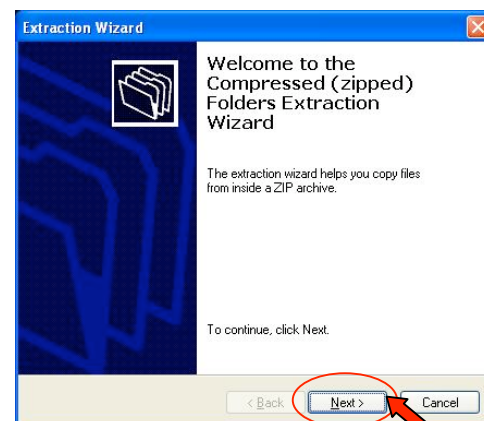 Extraction Wizard
Welcome to the
Compressed (zipped)
Folders Extraction
Wizard
The extraction wizard helps you copy files
from inside a ZIP archive.
To continue, click Next.
< Back
Next >
Cancel